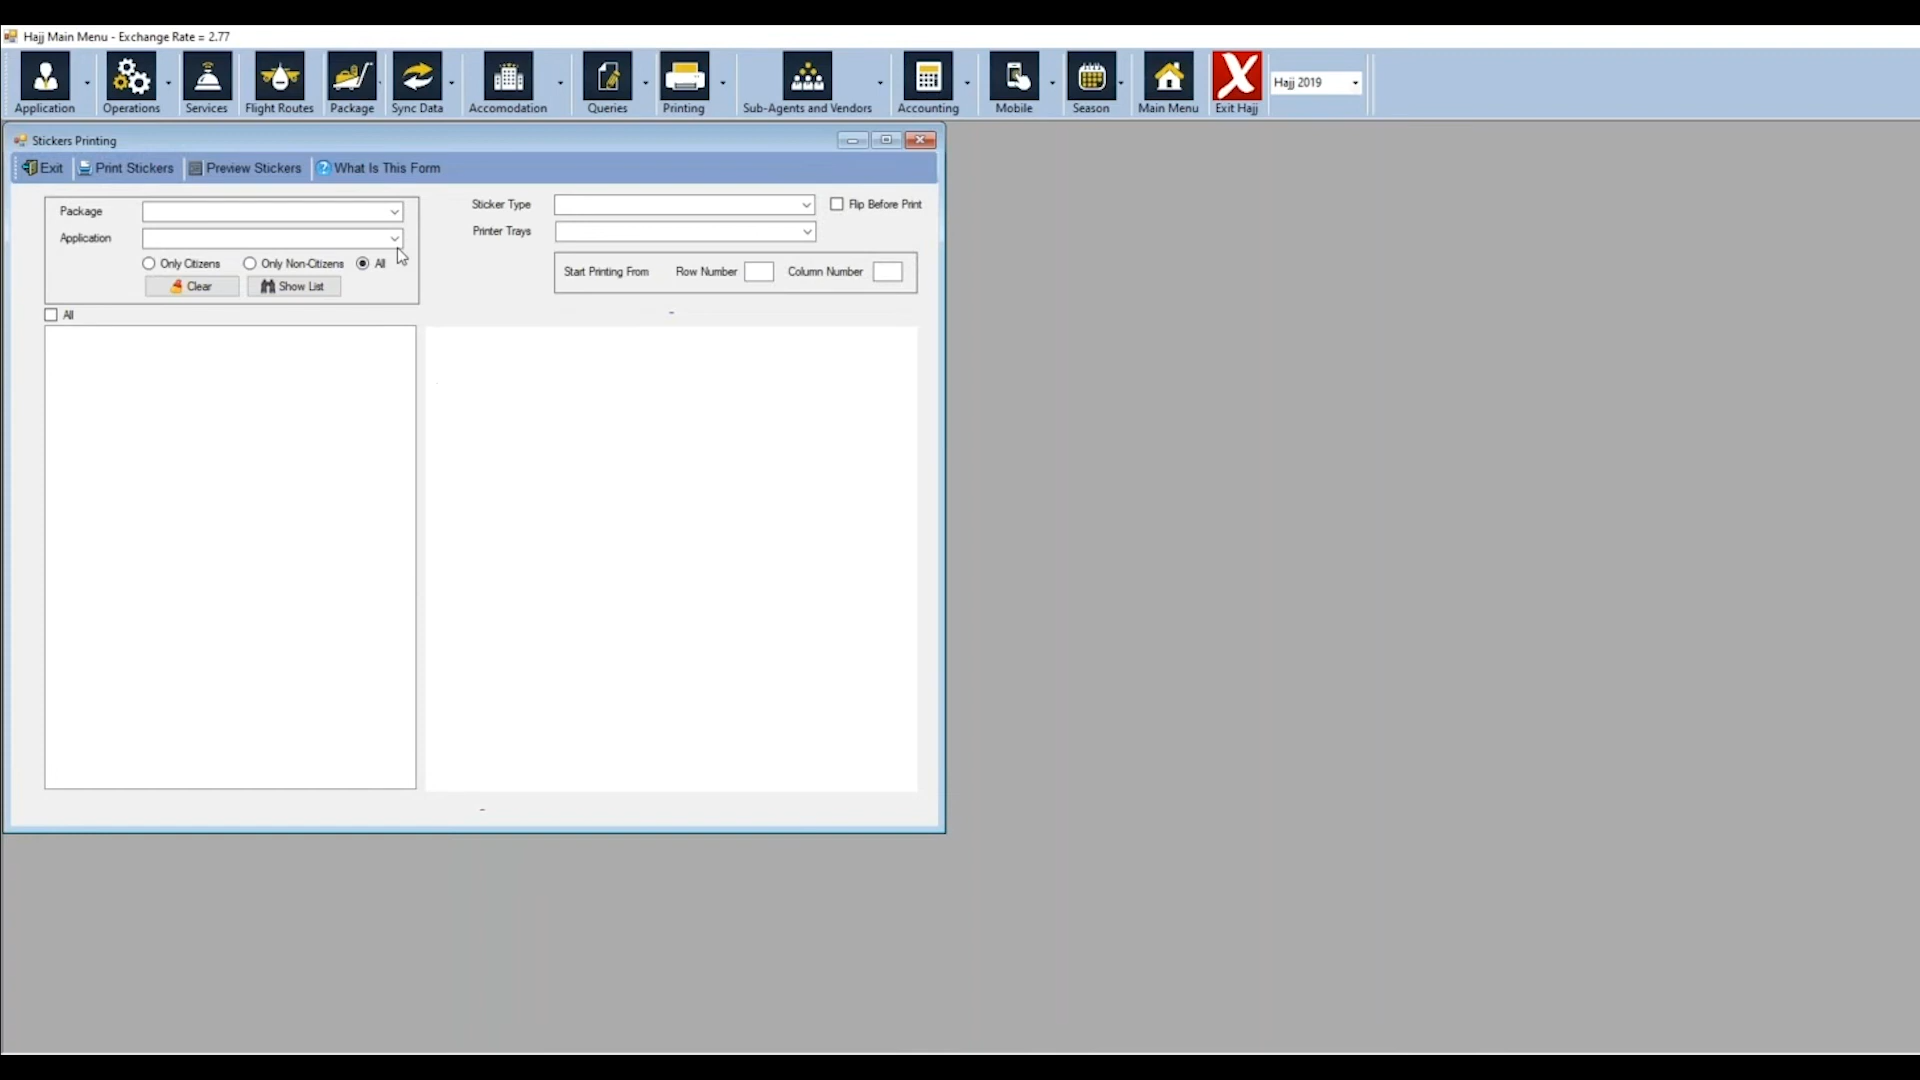 Hajj Main Menu - Exchange Rate = 2.77
Application Operations Services Flight Routes Package Sync Data Accomodation Queries Printing Sub-Agents and Vendors Accounting Mobile Season Main Menu Exit Hajj Hajj 2019
Stickers Printing
Exit Print Stickers Preview Stickers ? What Is This Form
Package
Application
Only Citizens Only Non-Citizens All
Clear Show List
Sticker Type Flip Before Print
Printer Trays
Start Printing From Row Number Column Number
All
-
-